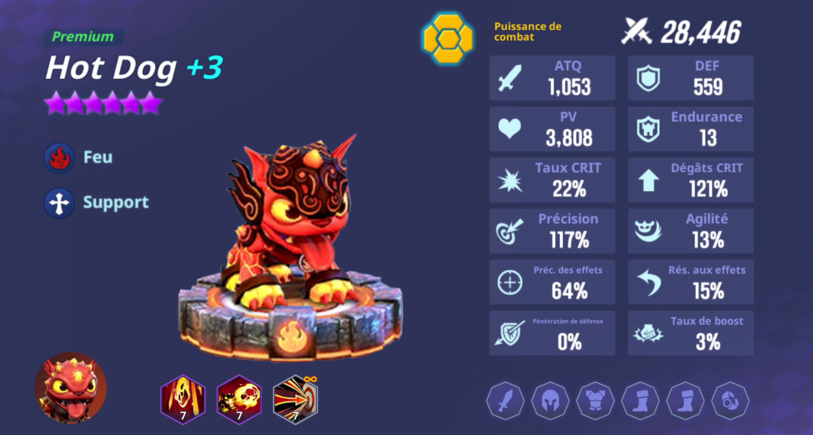 Premium
Hot Dog +3
Feu
Support
7
7
∞
7
Puissance de
combat
28,446
ATQ
1,053
DEF
559
PV
3,808
Endurance
13
Taux CRIT
22%
Dégâts CRIT
121%
Précision
117%
Agilité
13%
Préc. des effets
64%
Rés. aux effets
15%
Pénétration de défense
0%
Taux de boost
3%